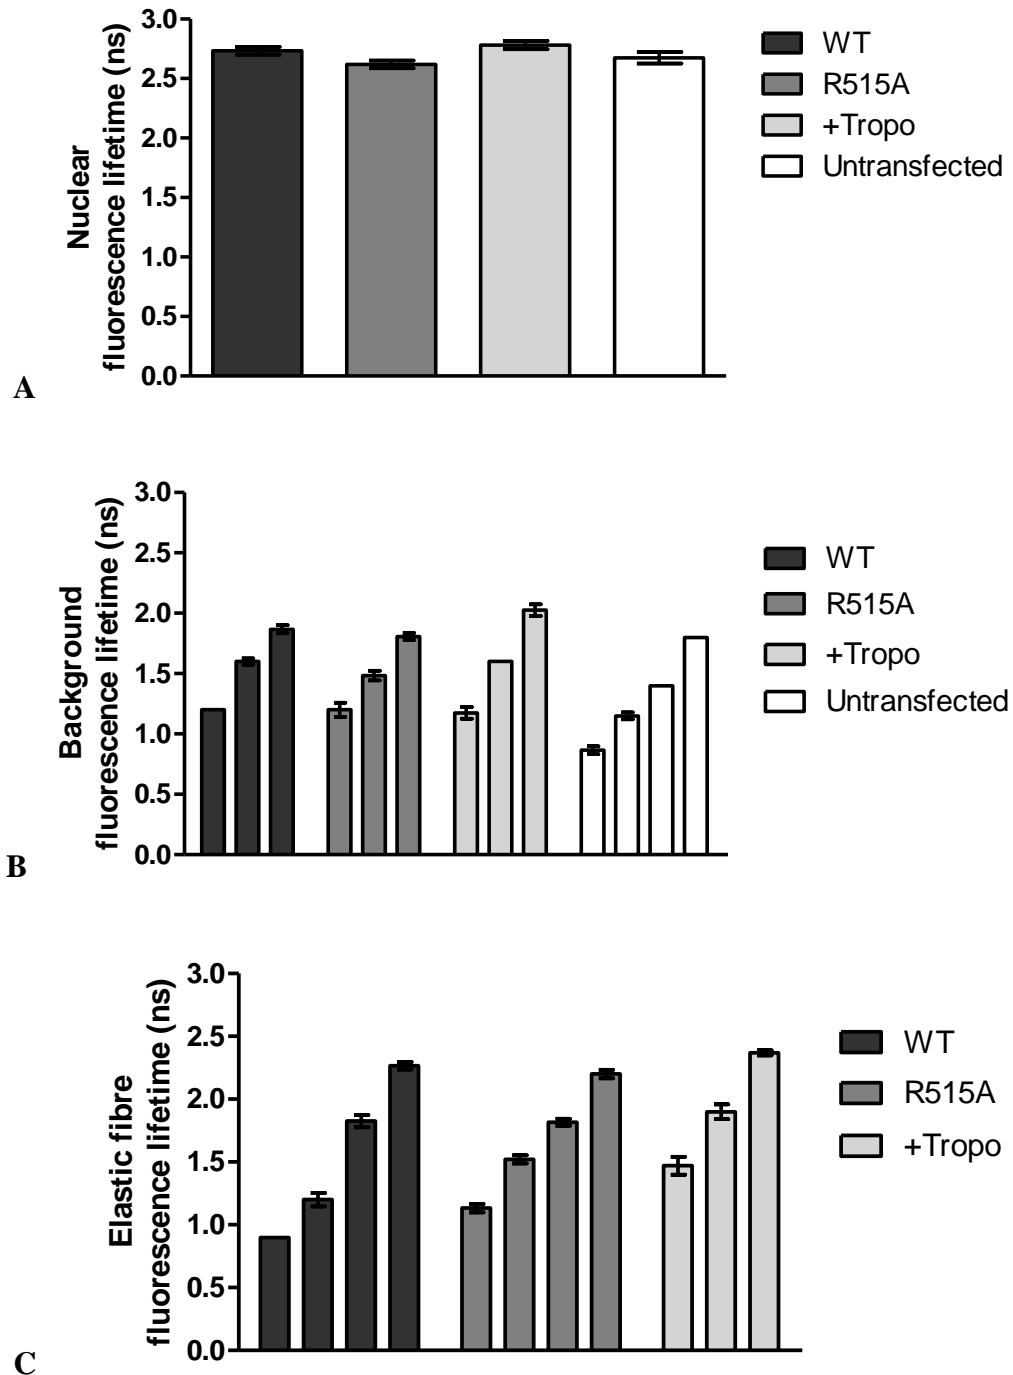 Nuclear
fluorescence lifetime (ns)
3.0
2.5
2.0
1.5
1.0
0.5
0.0
WT
R515A
+Tropo
Untransfected
A
Background
fluorescence lifetime (ns)
3.0
2.5
2.0
1.5
1.0
0.5
0.0
WT
R515A
+Tropo
Untransfected
B
Elastic fibre
fluorescence lifetime (ns)
3.0
2.5
2.0
1.5
1.0
0.5
0.0
WT
R515A
+Tropo
C